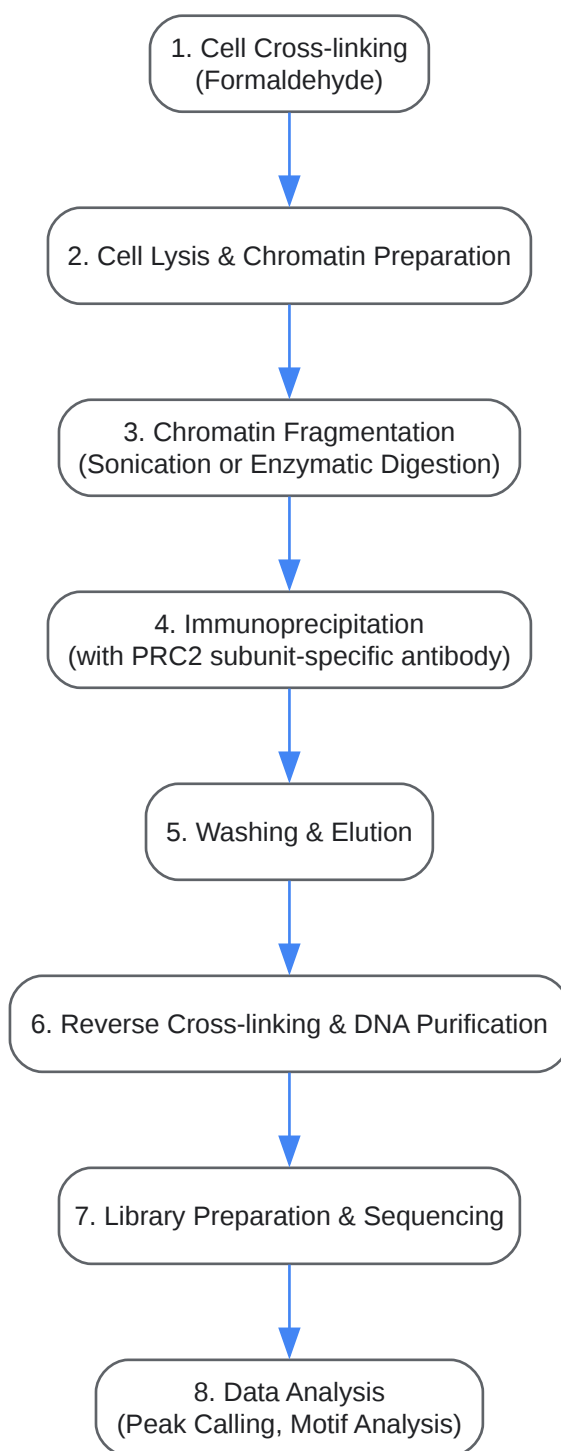 1. Cell Cross-linking
(Formaldehyde)
2. Cell Lysis & Chromatin Preparation
3. Chromatin Fragmentation
(Sonication or Enzymatic Digestion)
4. Immunoprecipitation
(with PRC2 subunit-specific antibody)
5. Washing & Elution
6. Reverse Cross-linking & DNA Purification
7. Library Preparation & Sequencing
8. Data Analysis
(Peak Calling, Motif Analysis)